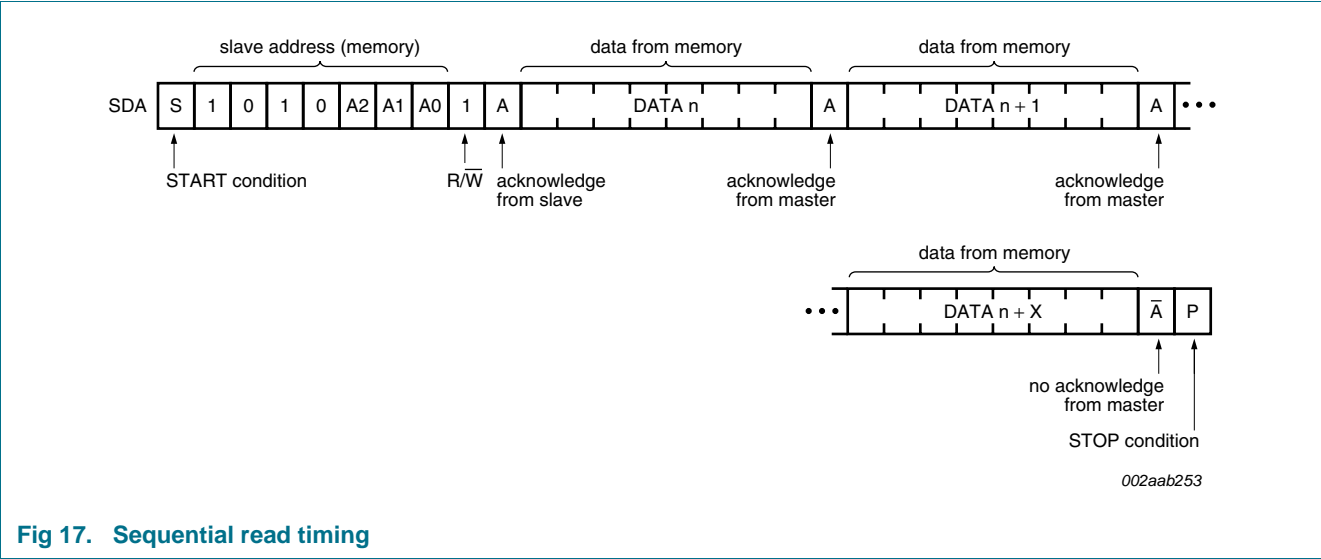 slave address (memory) data from memory data from memory
SDA S 1 0 1 0 A2 A1 A0 1 A DATA n A DATA n + 1 A •••
START condition R/W̅ acknowledge from slave acknowledge from master acknowledge from master
data from memory
••• DATA n + X A̅ P
no acknowledge
from master
STOP condition
002aab253
Fig 17. Sequential read timing